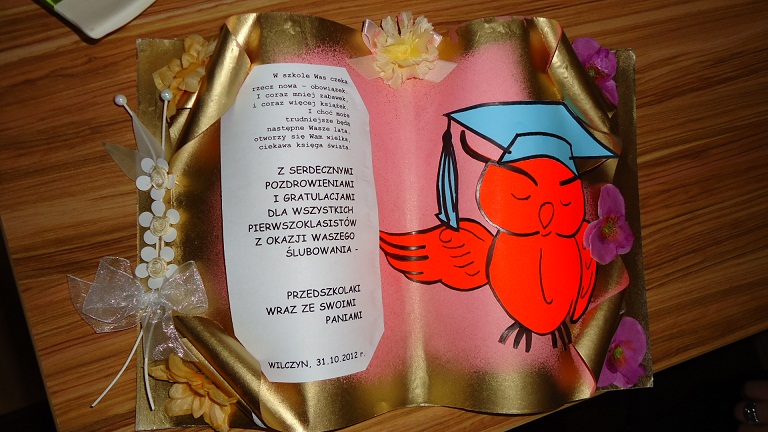 W szkole Was czeka
rzecz nowa - obowiązek.
I coraz mniej zabawek,
i coraz więcej książek.
I choć może
trudniejsze będą
następne Wasze lata,
otworzy się Wam wielka,
ciekawa księga świata.
Z SERDECZNYMI
POZDROWIENIAMI
I GRATULACJAMI
DLA WSZYSTKICH
PIERWSZOKLASISTÓW
Z OKAZJI WASZEGO
ŚLUBOWANIA -
PRZEDSZKOLAKI
WRAZ ZE SWOIMI
PANIAMI
WILCZYN, 31.10.2012 r.